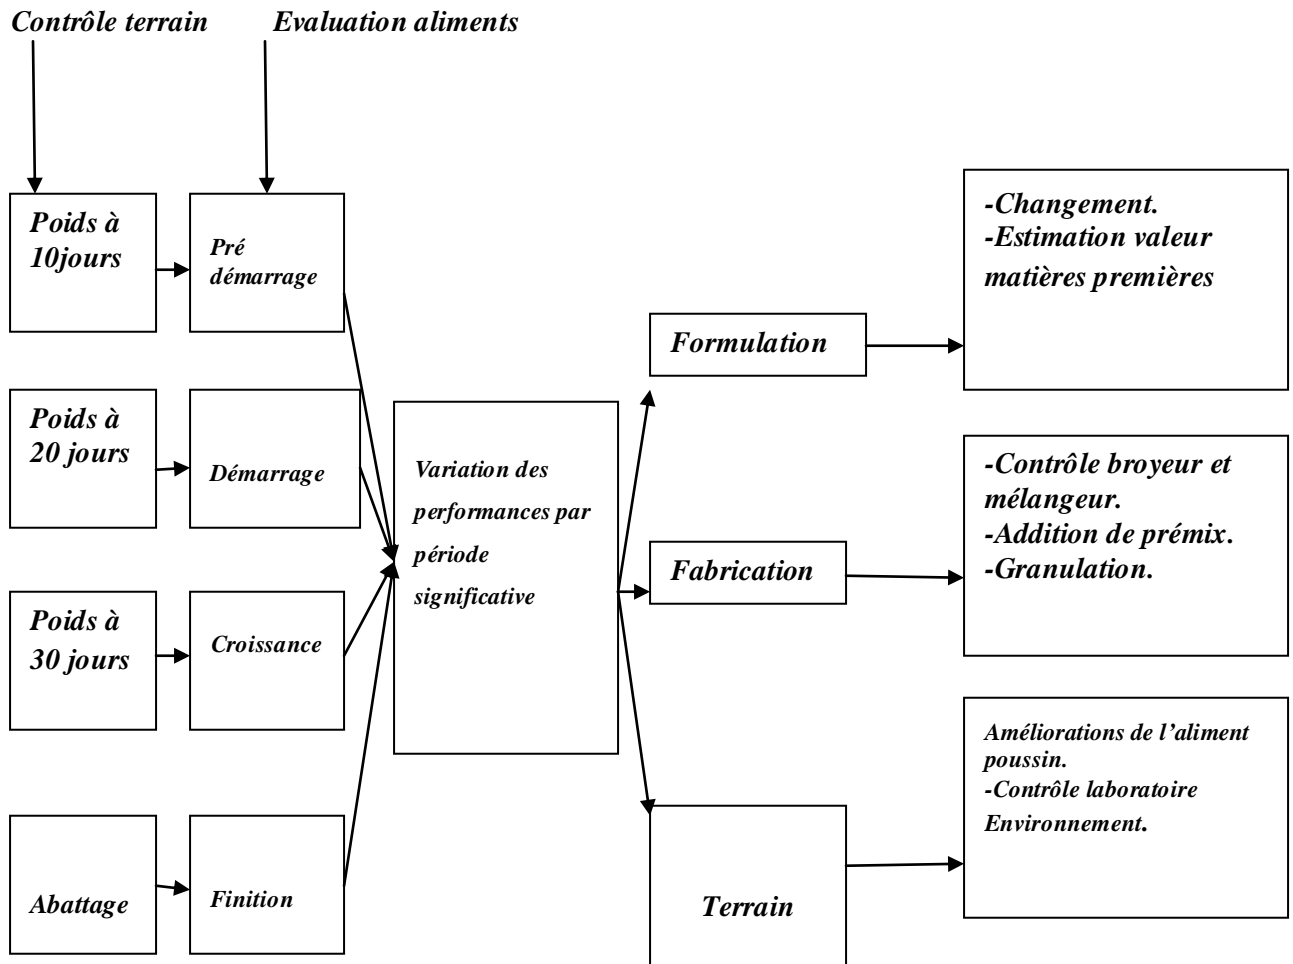 Contrôle terrain
Evaluation aliments
Poids à
10jours
Pré
démarrage
Poids à
20 jours
Démarrage
Poids à
30 jours
Croissance
Abattage
Finition
Variation des
performances par
période
significative
Formulation
Fabrication
Terrain
-Changement.
-Estimation valeur
matières premières
-Contrôle broyeur et
mélangeur.
-Addition de prémix.
-Granulation.
Améliorations de l’aliment
poussin.
-Contrôle laboratoire
Environnement.